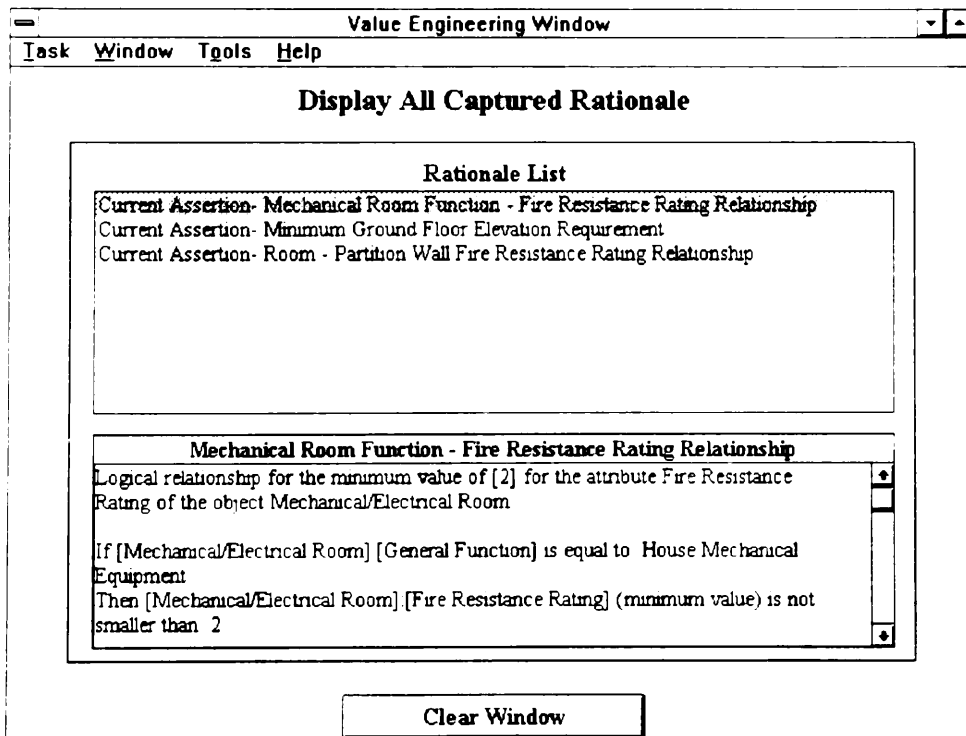 Value Engineering Window
Task Window Tools Help
Display All Captured Rationale
Rationale List
Current Assertion- Mechanical Room Function - Fire Resistance Rating Relationship
Current Assertion- Minimum Ground Floor Elevation Requirement
Current Assertion- Room - Partition Wall Fire Resistance Rating Relationship
Mechanical Room Function - Fire Resistance Rating Relationship
Logical relationship for the minimum value of [2] for the attribute Fire Resistance
Rating of the object Mechanical/Electrical Room
If [Mechanical/Electrical Room] [General Function] is equal to House Mechanical
Equipment
Then [Mechanical/Electrical Room] [Fire Resistance Rating] (minimum value) is not
smaller than 2
Clear Window